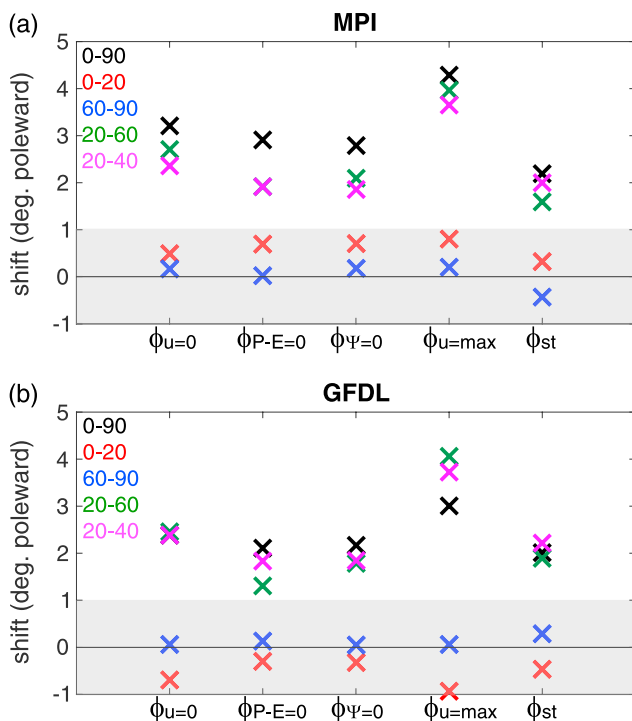 (a)
MPI
0-90
0-20
60-90
20-60
20-40
shift (deg. poleward)
5
4
3
2
1
0
-1
ϕu=0
ϕP-E=0
ϕΨ=0
ϕu=max
ϕst
(b)
GFDL
0-90
0-20
60-90
20-60
20-40
shift (deg. poleward)
5
4
3
2
1
0
-1
ϕu=0
ϕP-E=0
ϕΨ=0
ϕu=max
ϕst